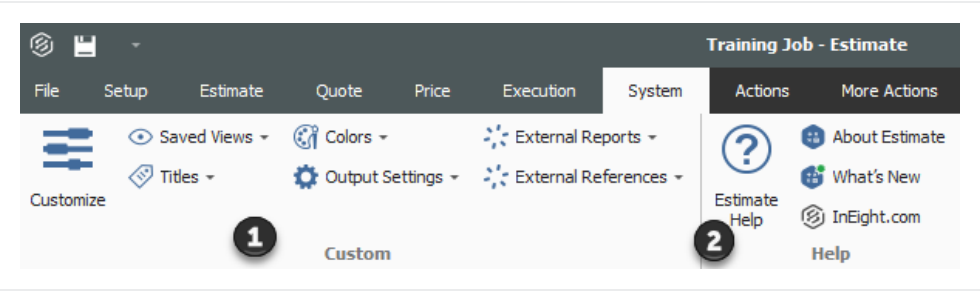 Training Job - Estimate
File Setup Estimate Quote Price Execution System Actions More Actions
Saved Views Colors External Reports About Estimate
Titles Output Settings External References What's New
Customize Estimate Help InEight.com
1 2
Custom Help